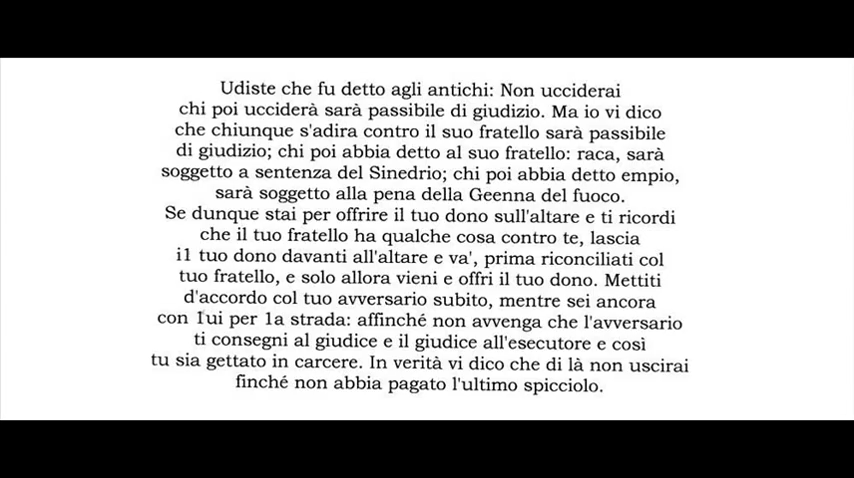 Udiste che fu detto agli antichi: Non ucciderai
chi poi ucciderà sarà passibile di giudizio. Ma io vi dico
che chiunque s'adira contro il suo fratello sarà passibile
di giudizio; chi poi abbia detto al suo fratello: raca, sarà
soggetto a sentenza del Sinedrio; chi poi abbia detto empio,
sarà soggetto alla pena della Geenna del fuoco.
Se dunque stai per offrire il tuo dono sull'altare e ti ricordi
che il tuo fratello ha qualche cosa contro te, lascia
i1 tuo dono davanti all'altare e va', prima riconciliati col
tuo fratello, e solo allora vieni e offri il tuo dono. Mettiti
d'accordo col tuo avversario subito, mentre sei ancora
con 1ui per 1a strada: affinché non avvenga che l'avversario
ti consegni al giudice e il giudice all'esecutore e così
tu sia gettato in carcere. In verità vi dico che di là non uscirai
finché non abbia pagato l'ultimo spicciolo.